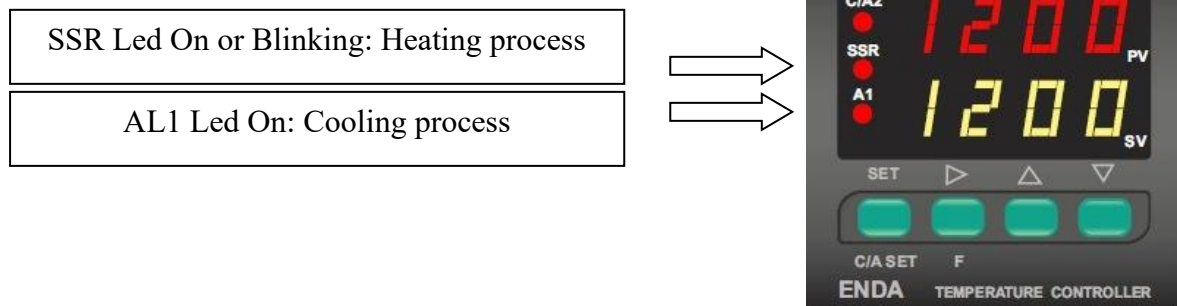 SSR Led On or Blinking: Heating process
AL1 Led On: Cooling process
C/A2
SSR
A1
1200
PV
1200
SV
SET
C/A SET F
ENDA TEMPERATURE CONTROLLER